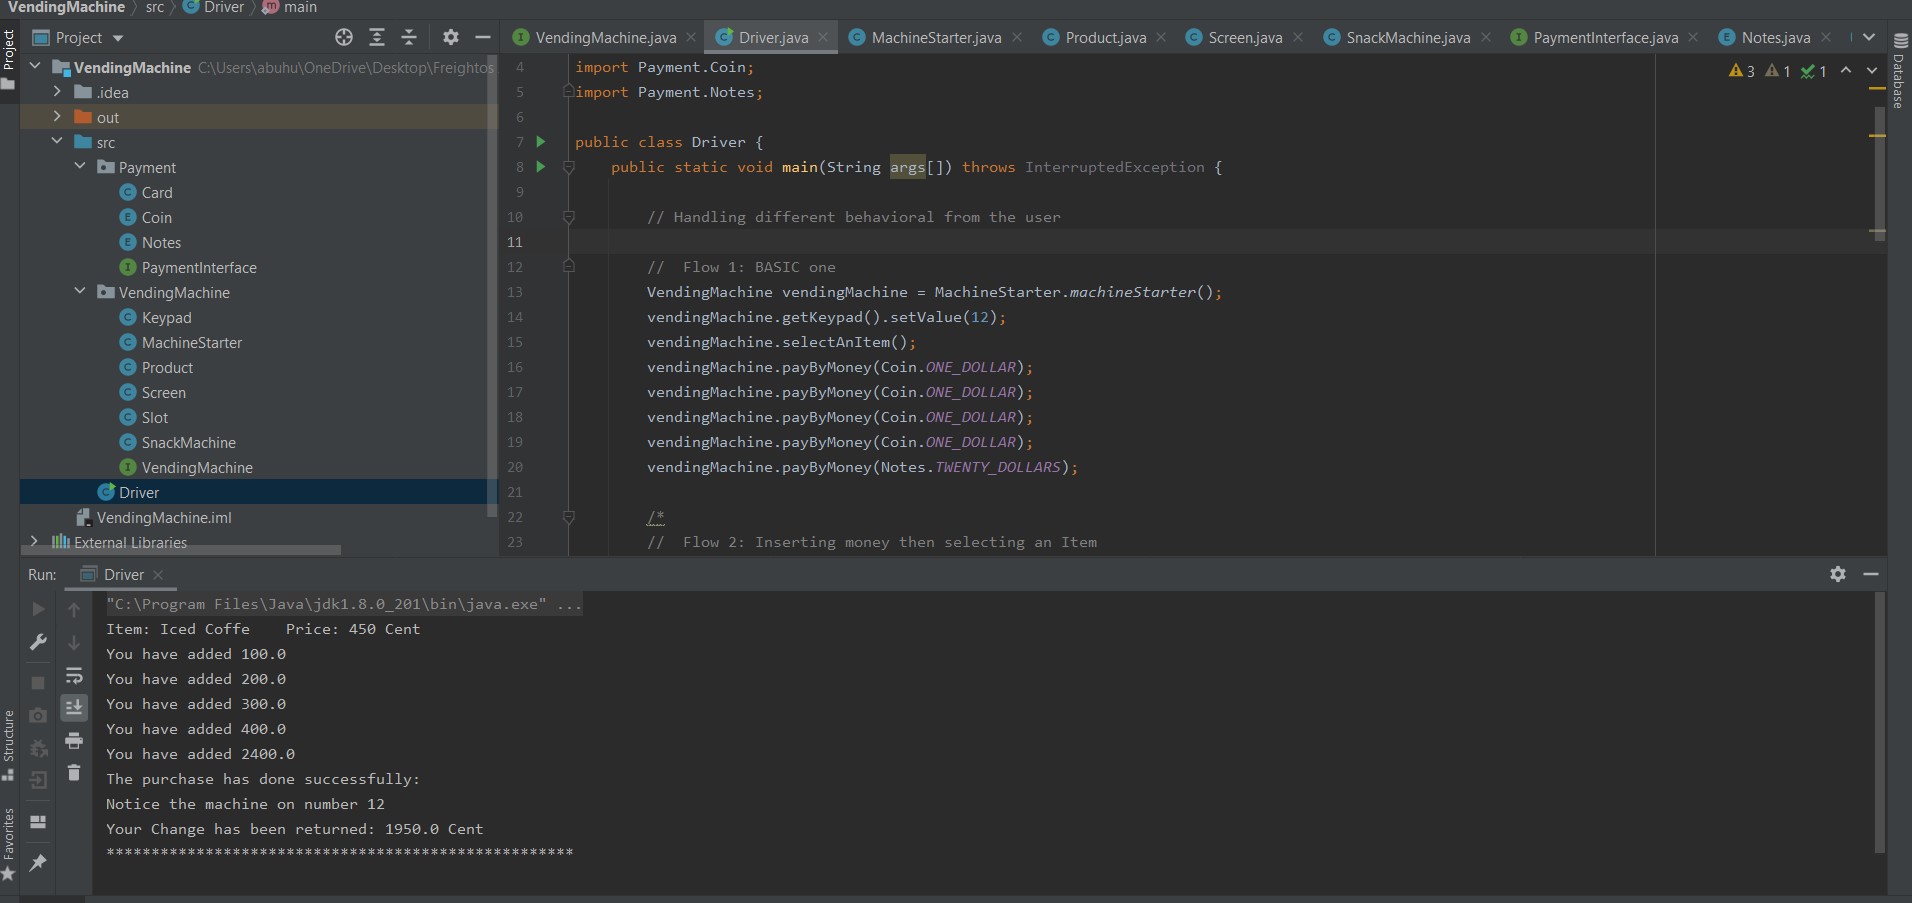 VendingMachine src Driver main
Project
Project
VendingMachine C:\Users\abuhu\OneDrive\Desktop\Freightos
.idea
out
src
Payment
Card
Coin
Notes
PaymentInterface
VendingMachine
Keypad
MachineStarter
Product
Screen
Slot
SnackMachine
VendingMachine
Driver
VendingMachine.iml
External Libraries
VendingMachine.java Driver.java MachineStarter.java Product.java Screen.java SnackMachine.java PaymentInterface.java Notes.java
3 1 1
Database
4 import Payment.Coin;
5 import Payment.Notes;
6
7 public class Driver {
8 public static void main(String args[]) throws InterruptedException {
9
10 // Handling different behavioral from the user
11
12 // Flow 1: BASIC one
13 VendingMachine vendingMachine = MachineStarter.machineStarter();
14 vendingMachine.getKeypad().setValue(12);
15 vendingMachine.selectAnItem();
16 vendingMachine.payByMoney(Coin.ONE_DOLLAR);
17 vendingMachine.payByMoney(Coin.ONE_DOLLAR);
18 vendingMachine.payByMoney(Coin.ONE_DOLLAR);
19 vendingMachine.payByMoney(Coin.ONE_DOLLAR);
20 vendingMachine.payByMoney(Notes.TWENTY_DOLLARS);
21
22 /*
23 // Flow 2: Inserting money then selecting an Item
Run: Driver
"C:\Program Files\Java\jdk1.8.0_201\bin\java.exe" ...
Item: Iced Coffe Price: 450 Cent
You have added 100.0
You have added 200.0
You have added 300.0
You have added 400.0
You have added 2400.0
The purchase has done successfully:
Notice the machine on number 12
Your Change has been returned: 1950.0 Cent
****************************************************
Structure
Favorites